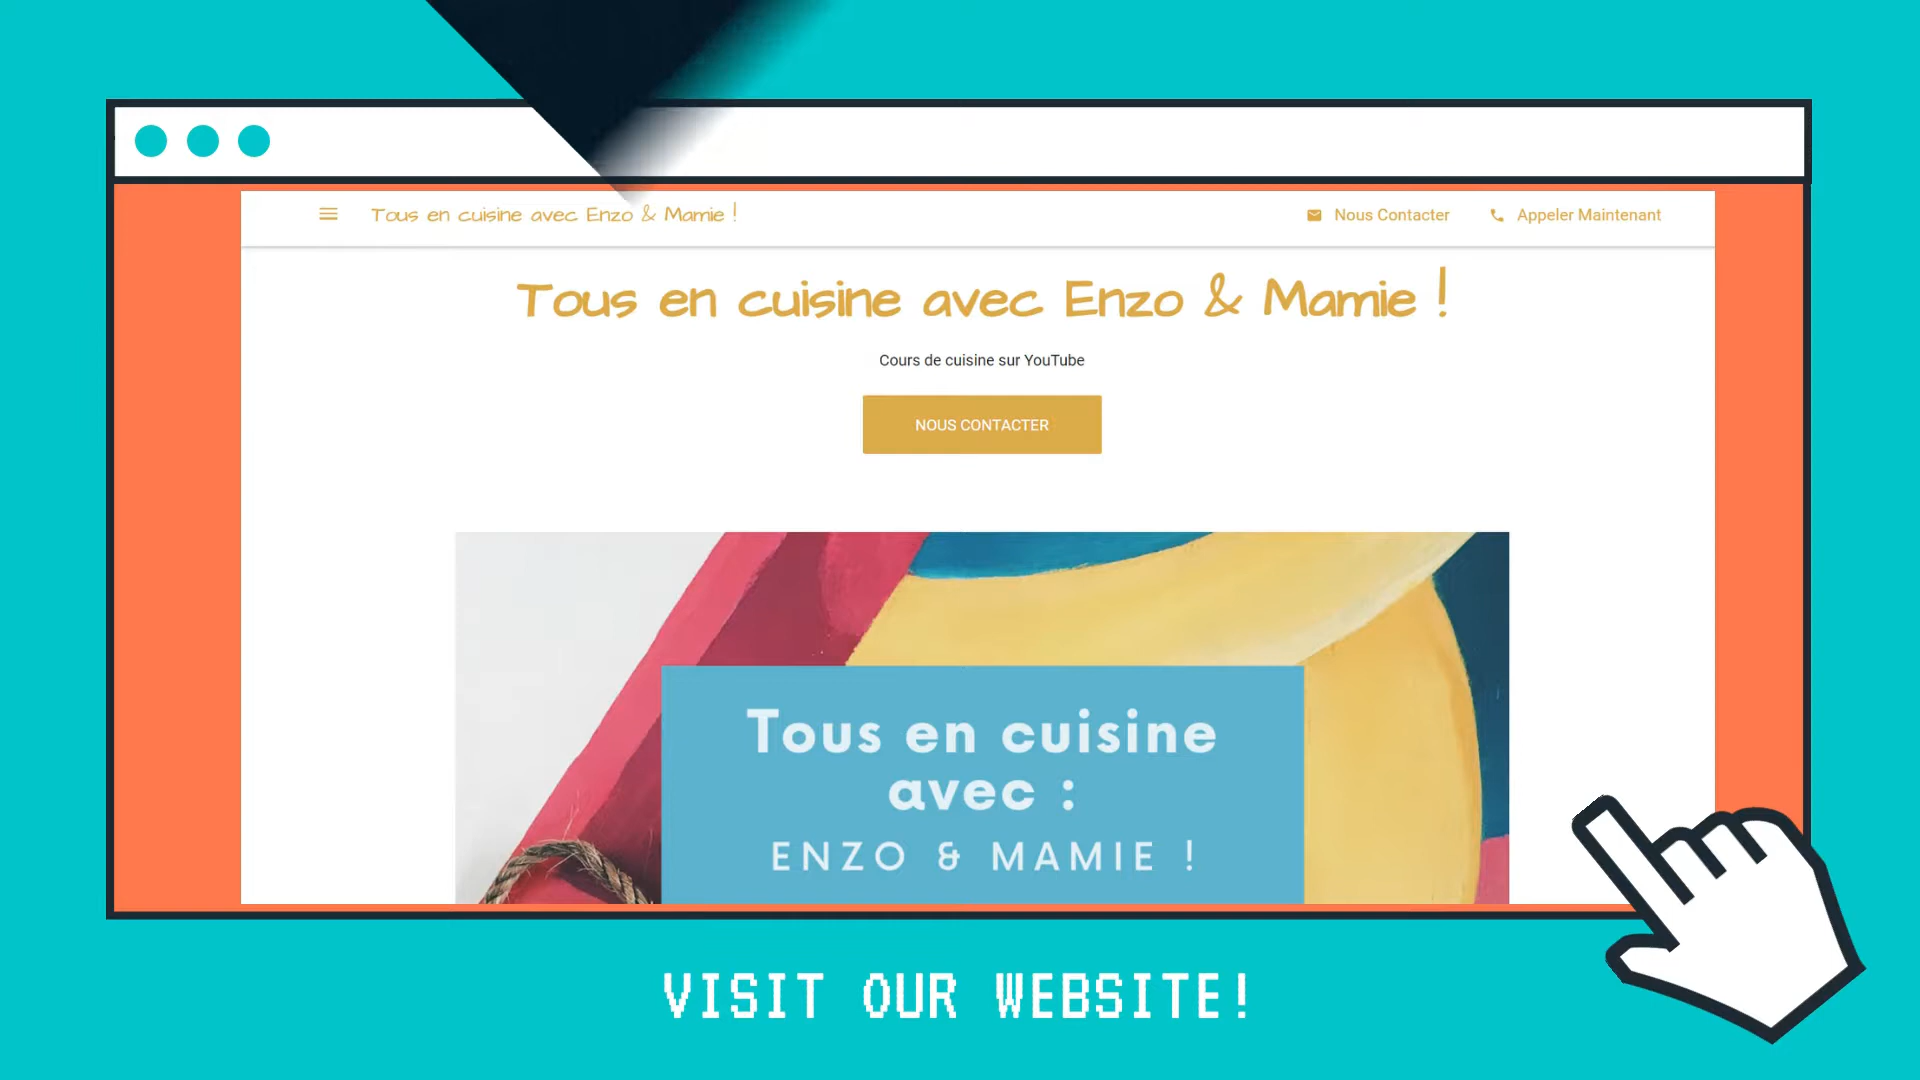 Tous en cuisine avec Enzo & Mamie !
Nous Contacter
Appeler Maintenant
Tous en cuisine avec Enzo & Mamie !
Cours de cuisine sur YouTube
NOUS CONTACTER
Tous en cuisine
avec :
ENZO & MAMIE !
VISIT OUR WEBSITE!